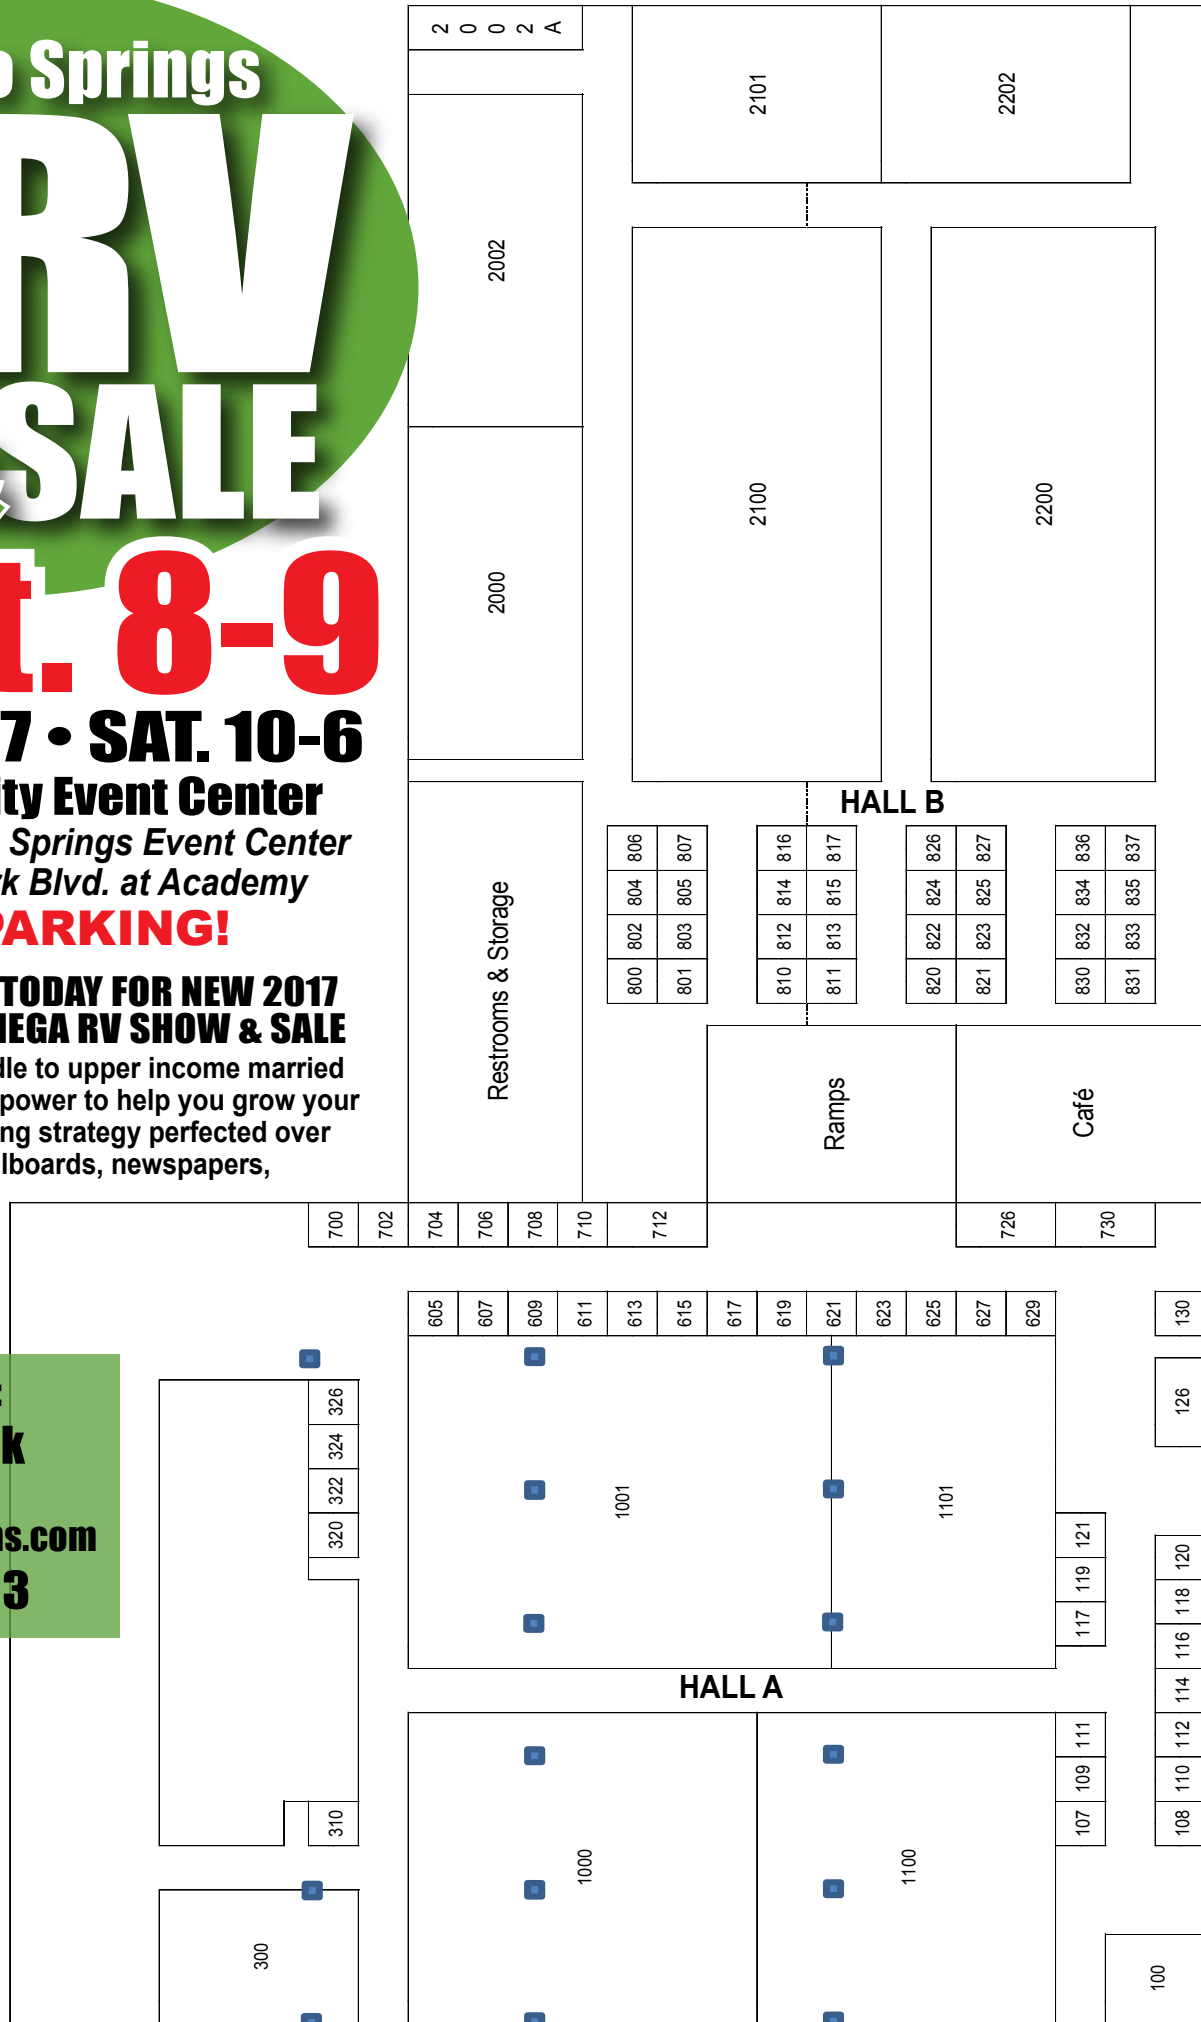 Springs
RV
SALE
t. 8-9
7 • SAT. 10-6
ity Event Center
Springs Event Center
rk Blvd. at Academy
PARKING!
TODAY FOR NEW 2017
MEGA RV SHOW & SALE
dle to upper income married
power to help you grow your
ng strategy perfected over
lboards, newspapers,
k
ns.com
3
2002A
2101
2202
2002
2100
2200
2000
HALL B
806 807 816 817 826 827 836 837
804 805 814 815 824 825 834 835
802 803 812 813 822 823 832 833
800 801 810 811 820 821 830 831
Restrooms & Storage
Ramps
Café
700 702 704 706 708 710 712 726 730
605 607 609 611 613 615 617 619 621 623 625 627 629 130
326
324
322
320
126
1001
1101
121
119
117
120
118
116
114
112
110
108
HALL A
111
109
107
310
1000
1100
300
100